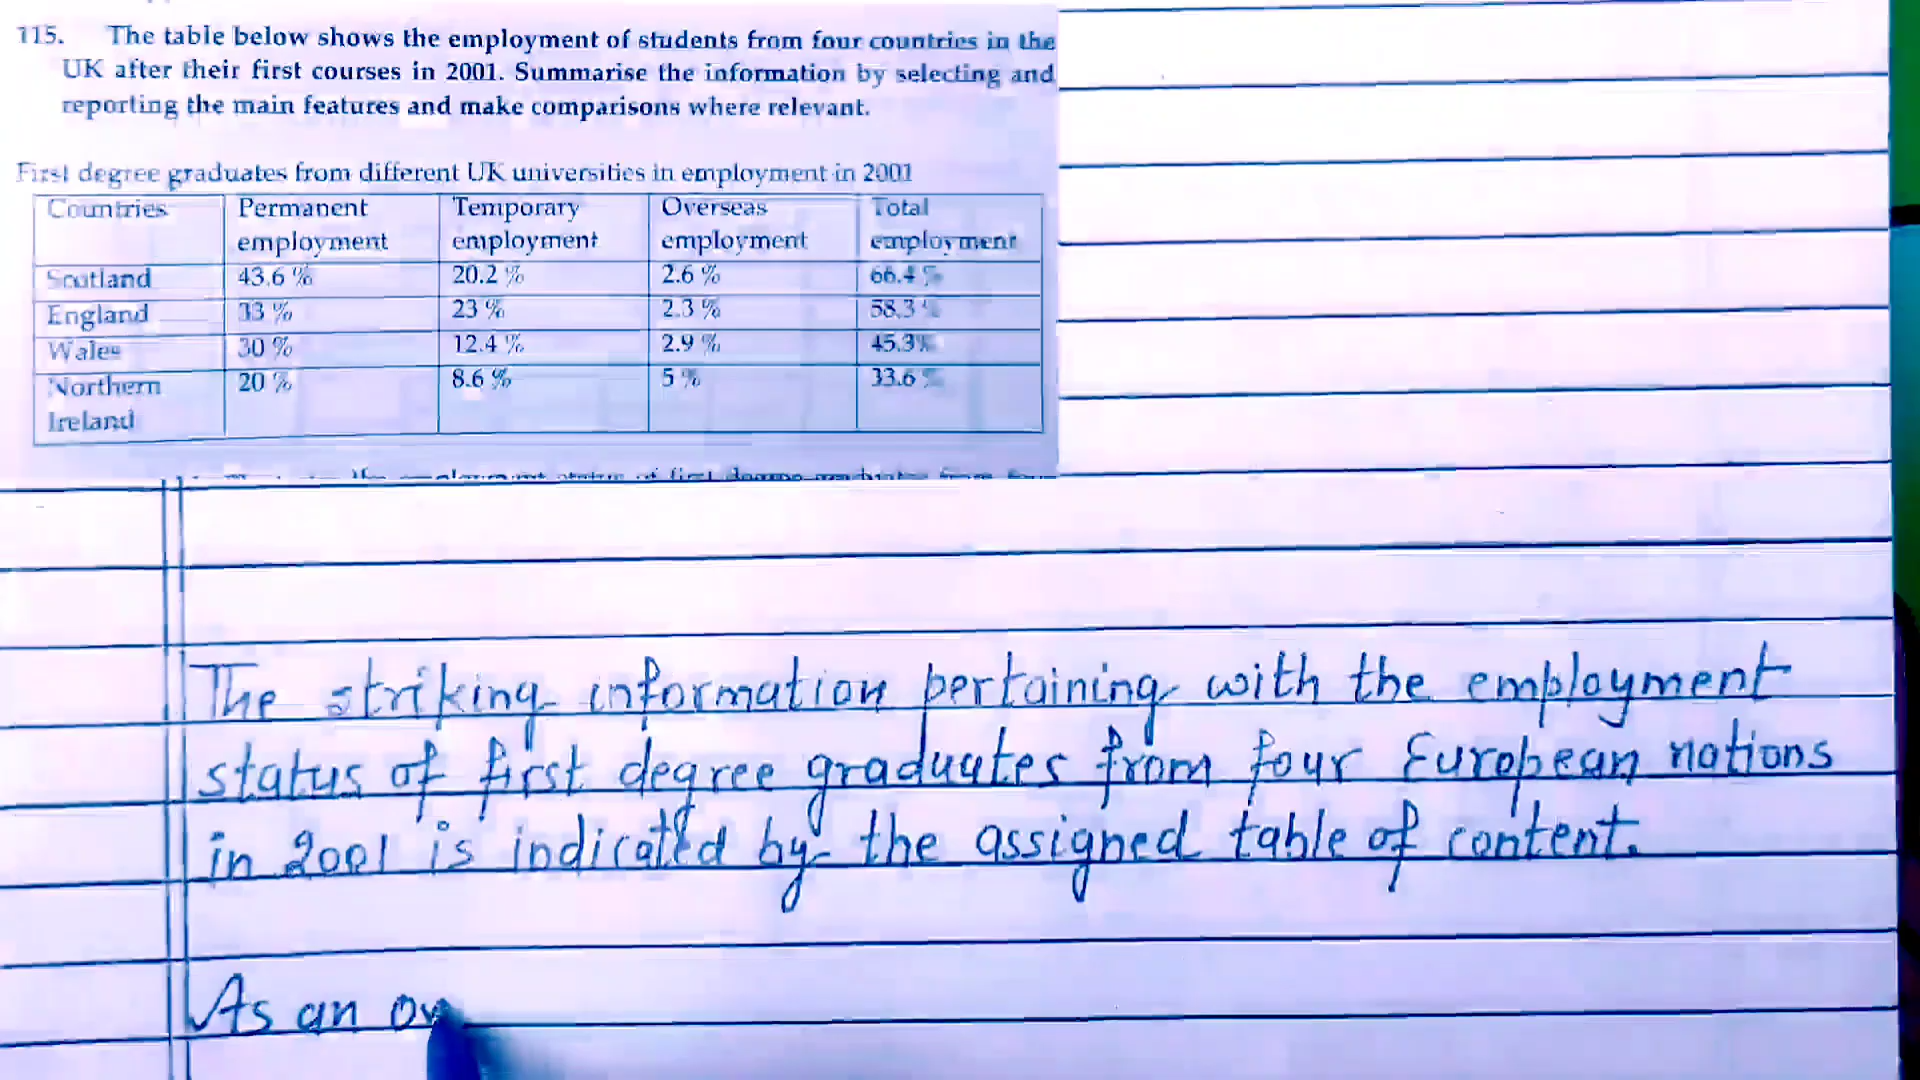 115. The table below shows the employment of students from four countries in the
UK after their first courses in 2001. Summarise the information by selecting and
reporting the main features and make comparisons where relevant.
First degree graduates from different UK universities in employment in 2001
Countries Permanent employment Temporary employment Overseas employment Total employment
Scotland 43.6 % 20.2 % 2.6 % 66.4 %
England 33 % 23 % 2.3 % 58.3 %
Wales 30 % 12.4 % 2.9 % 45.3%
Northern Ireland 20 % 8.6 % 5 % 33.6 %
The striking information pertaining with the employment
status of first degree graduates from four European nations
in 2001 is indicated by the assigned table of content.
As an ov